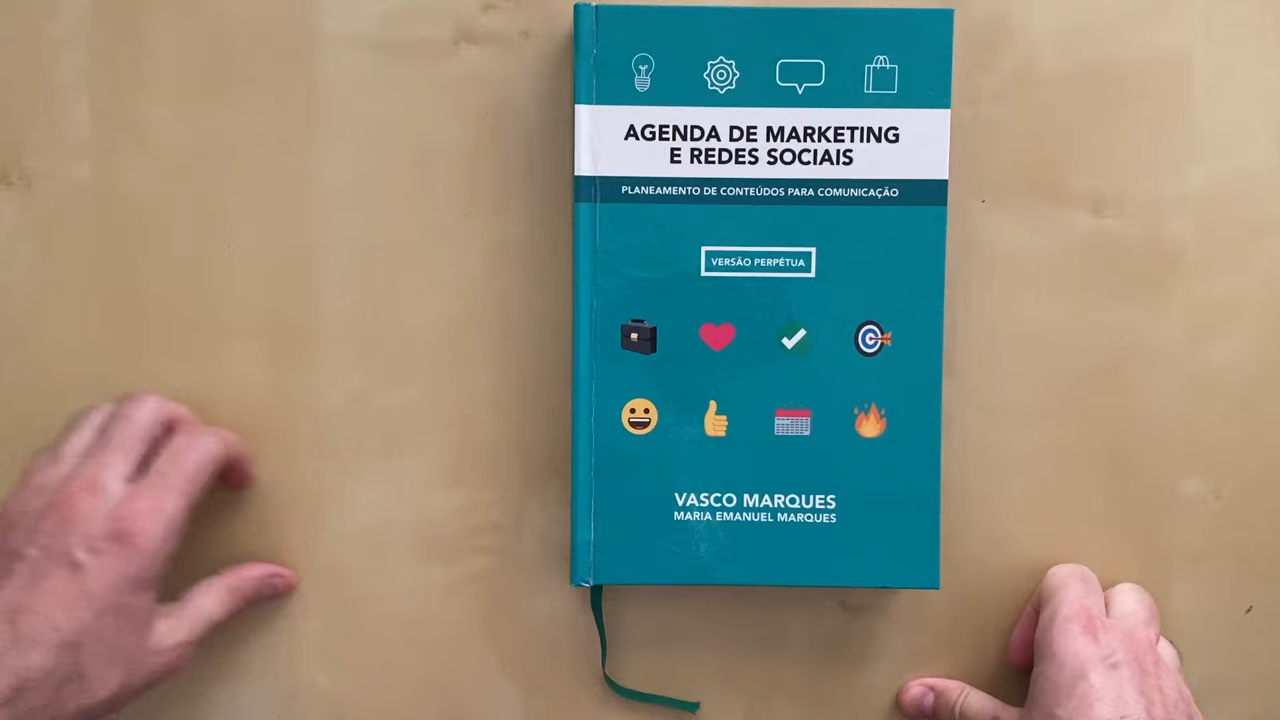 AGENDA DE MARKETING
E REDES SOCIAIS
PLANEAMENTO DE CONTEÚDOS PARA COMUNICAÇÃO
VERSÃO PERPÉTUA
VASCO MARQUES
MARIA EMANUEL MARQUES